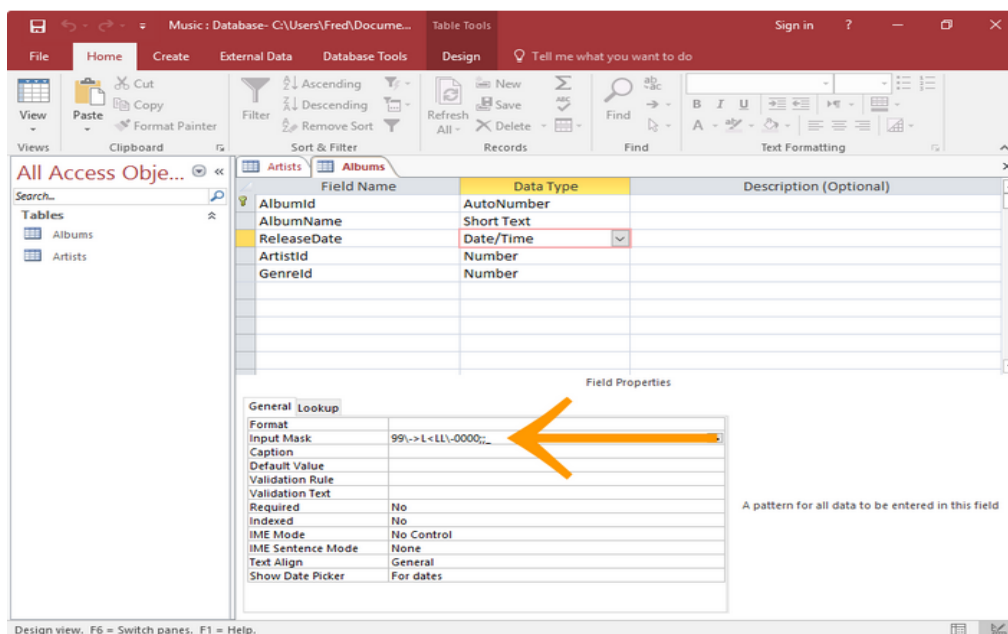 Music : Database- C:\Users\Fred\Docume... Table Tools Sign in ?
File Home Create External Data Database Tools Design Tell me what you want to do
View Paste Cut Copy Format Painter Filter Ascending Descending Remove Sort Refresh All New Save Delete Find B I U A
Views Clipboard Sort & Filter Records Find Text Formatting
All Access Obje...
Search...
Tables
Albums
Artists
Artists Albums
Field Name Data Type Description (Optional)
AlbumId AutoNumber
AlbumName Short Text
ReleaseDate Date/Time
ArtistId Number
GenreId Number
Field Properties
General Lookup
Format
Input Mask 99\->L<LL\-0000;;_
Caption
Default Value
Validation Rule
Validation Text
Required No
Indexed No
IME Mode No Control
IME Sentence Mode None
Text Align General
Show Date Picker For dates
A pattern for all data to be entered in this field
Design view. F6 = Switch panes. F1 = Help.